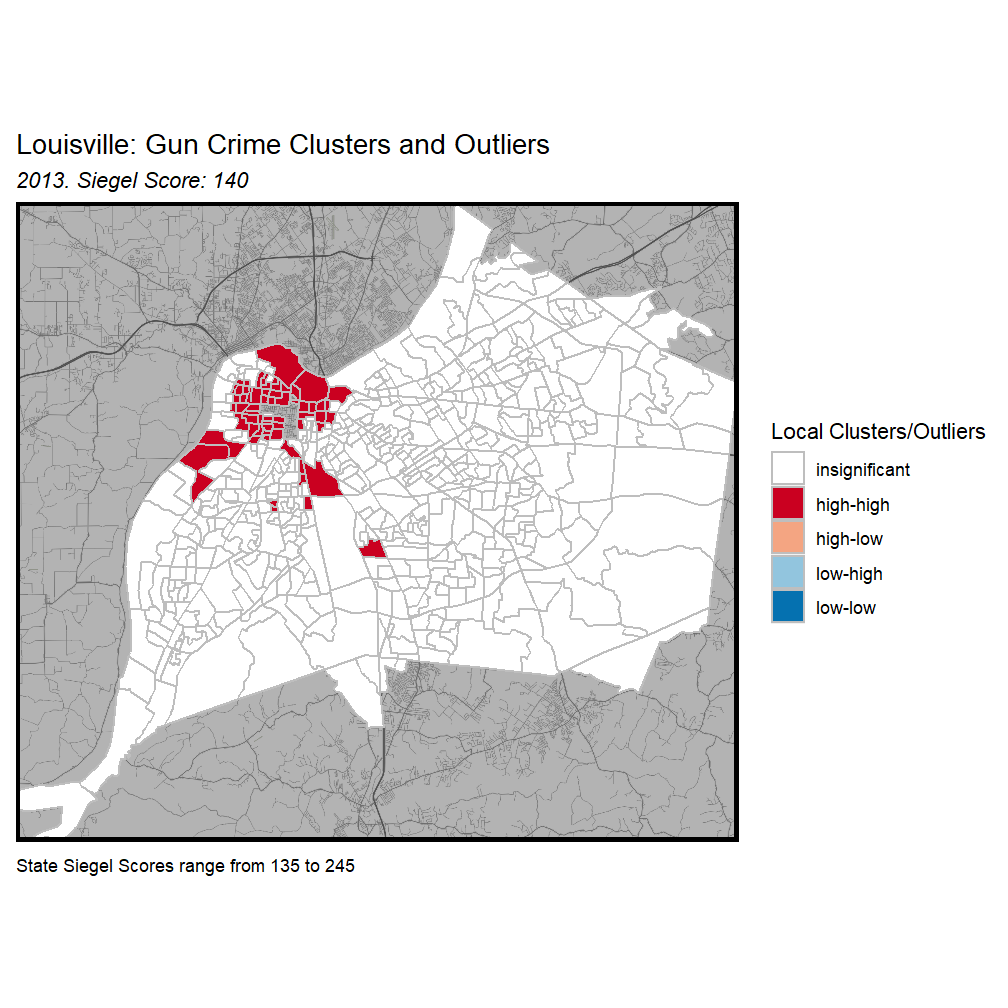 Louisville: Gun Crime Clusters and Outliers
2013. Siegel Score: 140
Local Clusters/Outliers
insignificant
high-high
high-low
low-high
low-low
State Siegel Scores range from 135 to 245